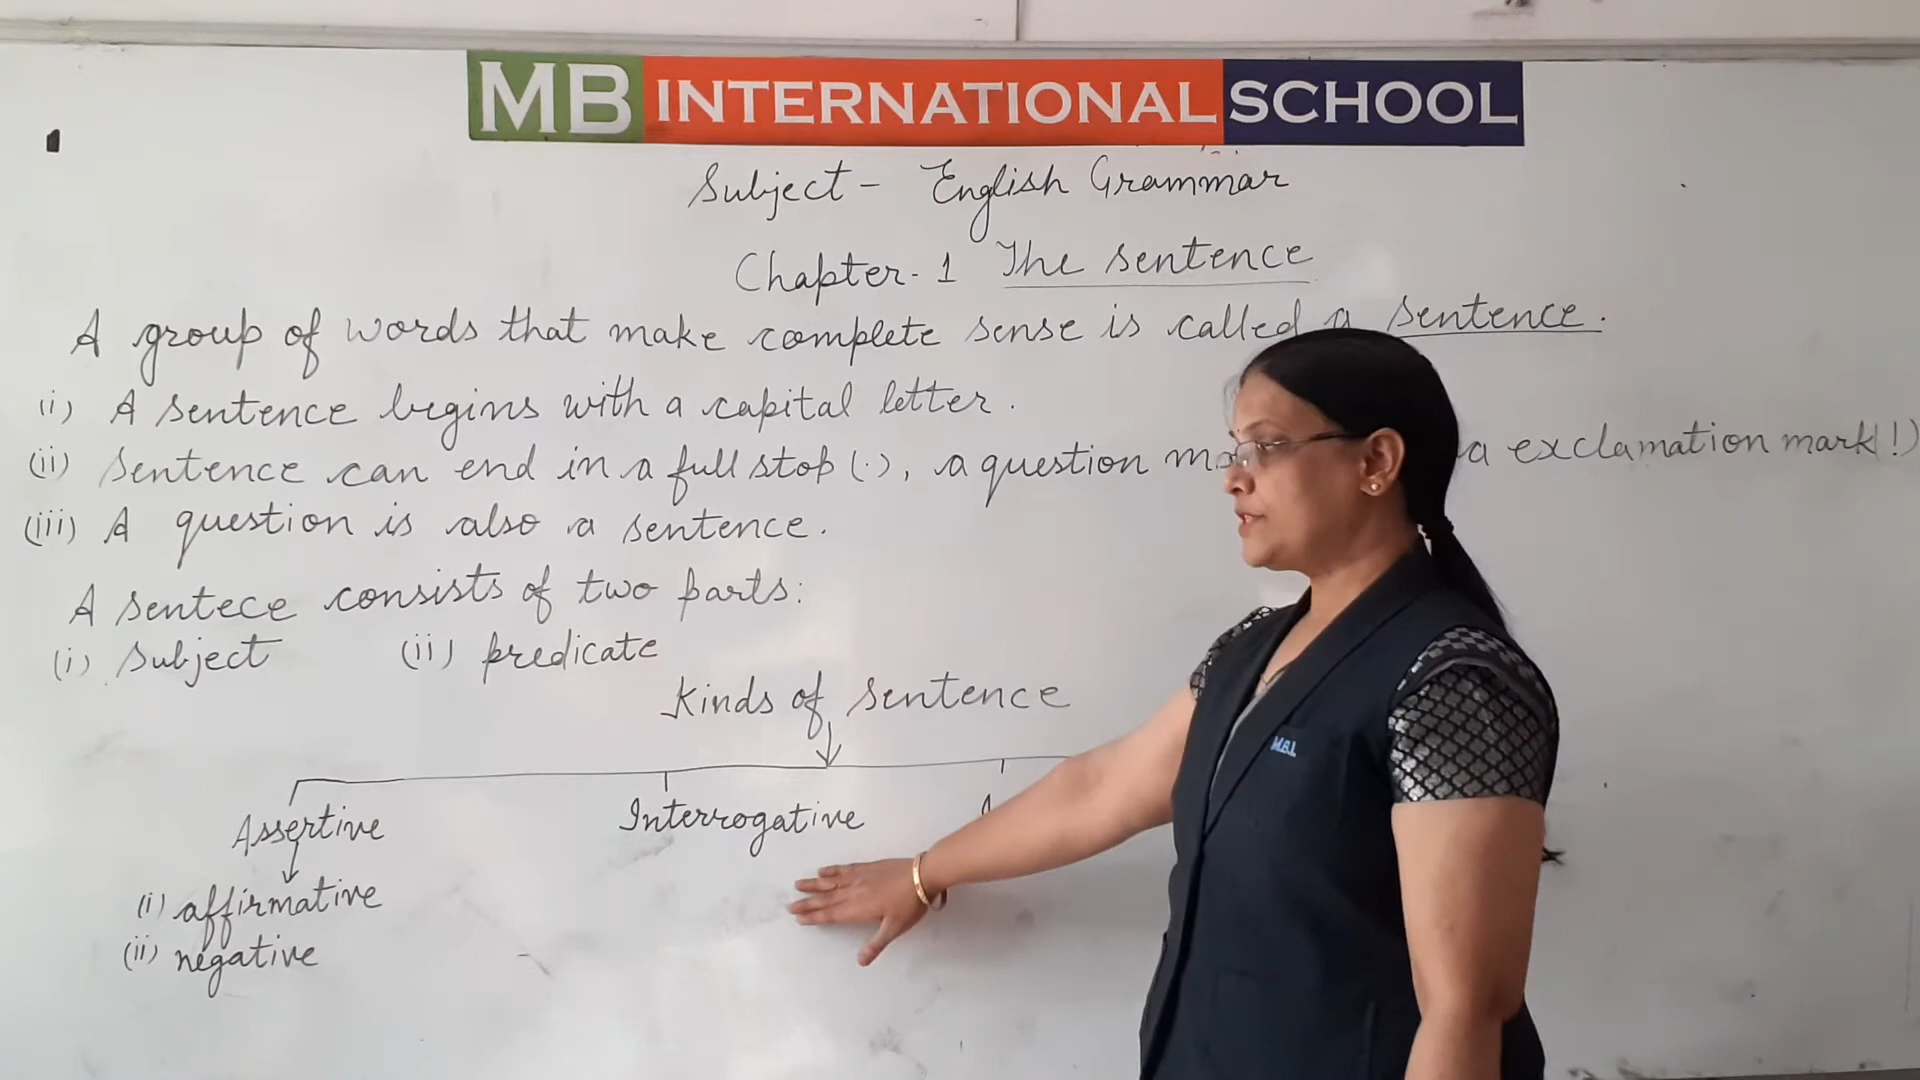 MB INTERNATIONAL SCHOOL
Subject - English Grammar
Chapter-1 The sentence
A group of words that make complete sense is called a sentence.
(i) A sentence begins with a capital letter.
(ii) Sentence can end in a full stop (.), a question a exclamation mark!)
(iii) A question is also a sentence.
A sentece consists of two parts:
(i) Subject (ii) predicate
Kinds of sentence
Assertive Interrogative
(i) affirmative
(ii) negative
M.B.I.